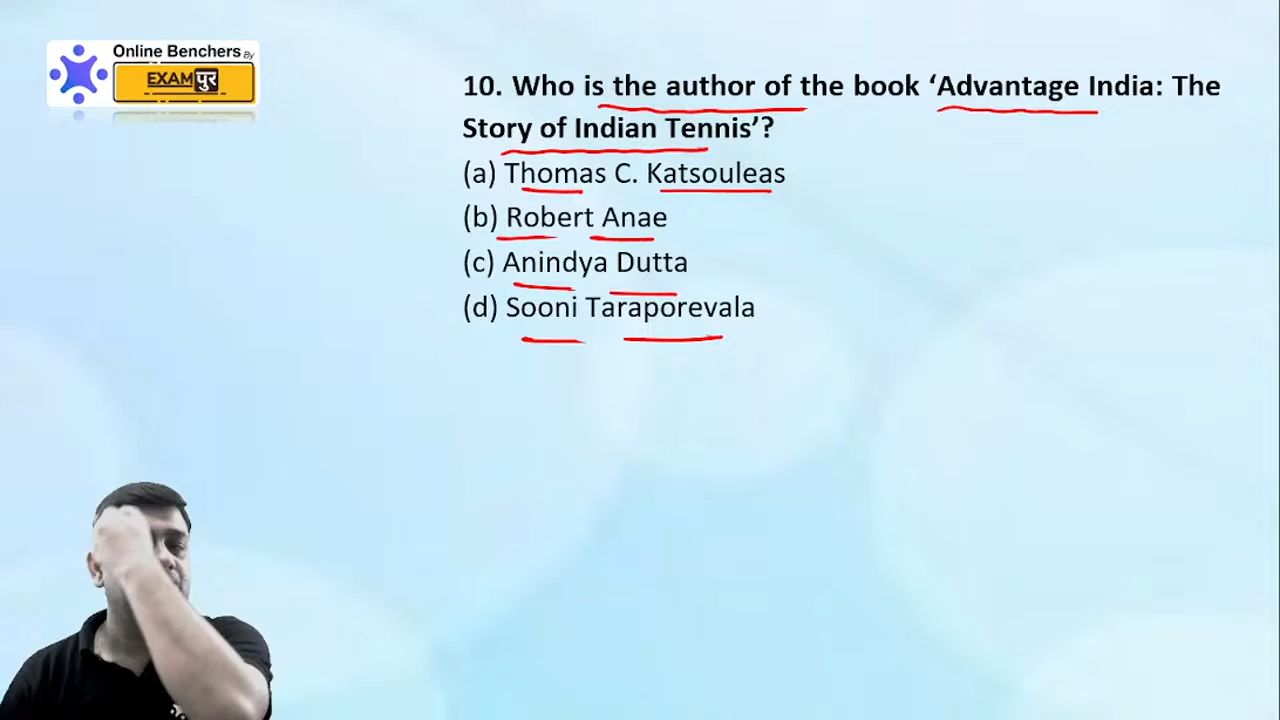 Online Benchers By
EXAM पुर
10. Who is the author of the book ‘Advantage India: The
Story of Indian Tennis’?
(a) Thomas C. Katsouleas
(b) Robert Anae
(c) Anindya Dutta
(d) Sooni Taraporevala